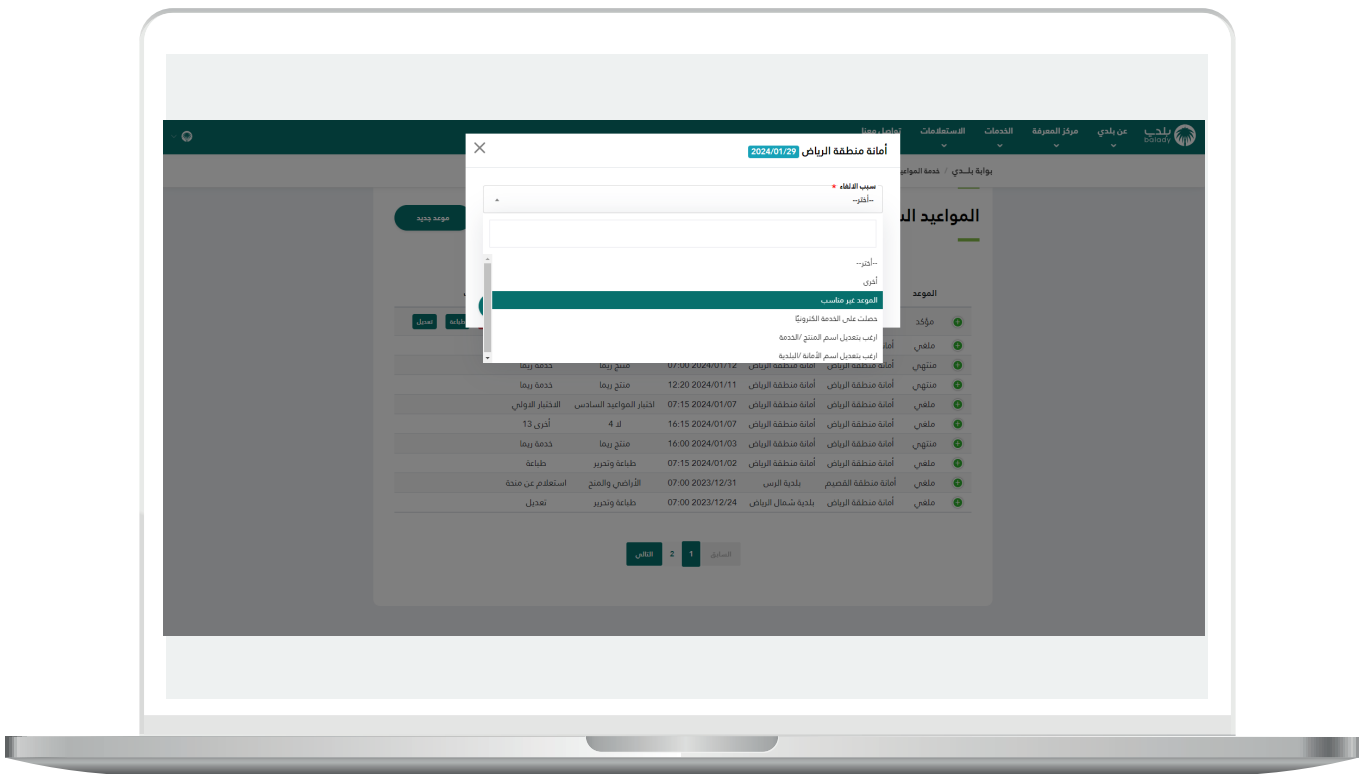 بلدي
balady
عن بلدي
مركز المعرفة
الخدمات
الاستعلامات
تواصل معنا
بوابة بلــدي / خدمة المواعيد
المواعيد
موعد جديد
أمانة منطقة الرياض 2024/01/29
سبب الالغاء *
--أختر--
--أختر--
أخرى
الموعد غير مناسب
حصلت على الخدمة الكترونيًا
ارغب بتعديل اسم المنتج /الخدمة
ارغب بتعديل اسم الأمانة /البلدية
الموعد
مؤكد طباعة تعديل
ملغي
منتهي أمانة منطقة الرياض أمانة منطقة الرياض 2024/01/12 07:00 منتج ريما خدمة ريما
منتهي أمانة منطقة الرياض أمانة منطقة الرياض 2024/01/11 12:20 منتج ريما خدمة ريما
ملغي أمانة منطقة الرياض أمانة منطقة الرياض 2024/01/07 07:15 اختبار المواعيد السادس الاختبار الاولي
ملغي أمانة منطقة الرياض أمانة منطقة الرياض 2024/01/07 16:15 لا 4 أخرى 13
منتهي أمانة منطقة الرياض أمانة منطقة الرياض 2024/01/03 16:00 منتج ريما خدمة ريما
ملغي أمانة منطقة الرياض أمانة منطقة الرياض 2024/01/02 07:15 طباعة وتحرير طباعة
ملغي أمانة منطقة القصيم بلدية الرس 2023/12/31 07:00 الأراضي والمنح استعلام عن منحة
ملغي أمانة منطقة الرياض بلدية شمال الرياض 2023/12/24 07:00 طباعة وتحرير تعديل
السابق 1 2 التالي